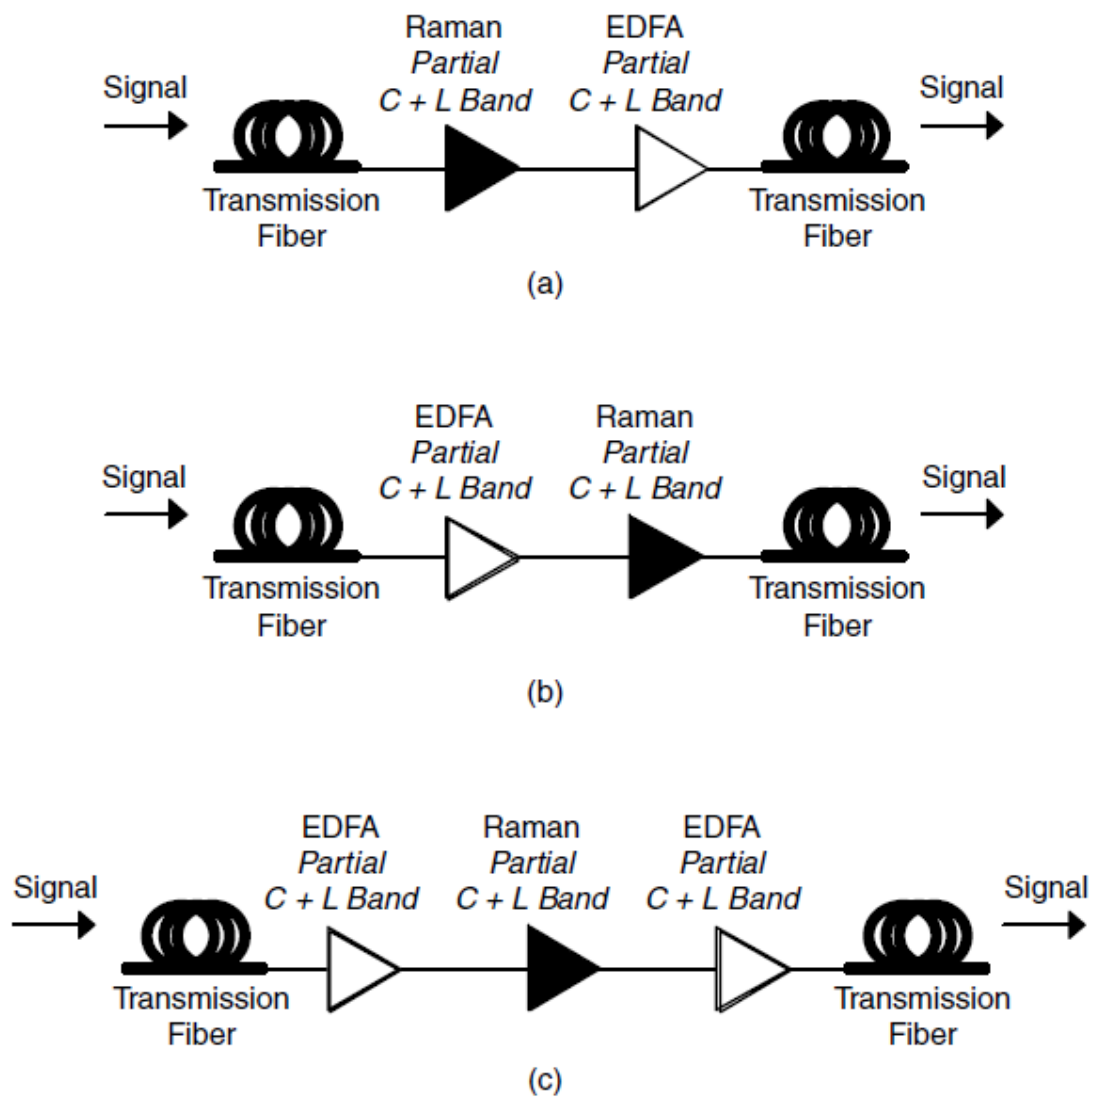 Raman
Partial
C + L Band
EDFA
Partial
C + L Band
Signal
Signal
Transmission
Fiber
Transmission
Fiber
(a)
EDFA
Partial
C + L Band
Raman
Partial
C + L Band
Signal
Signal
Transmission
Fiber
Transmission
Fiber
(b)
EDFA
Partial
C + L Band
Raman
Partial
C + L Band
EDFA
Partial
C + L Band
Signal
Signal
Transmission
Fiber
Transmission
Fiber
(c)